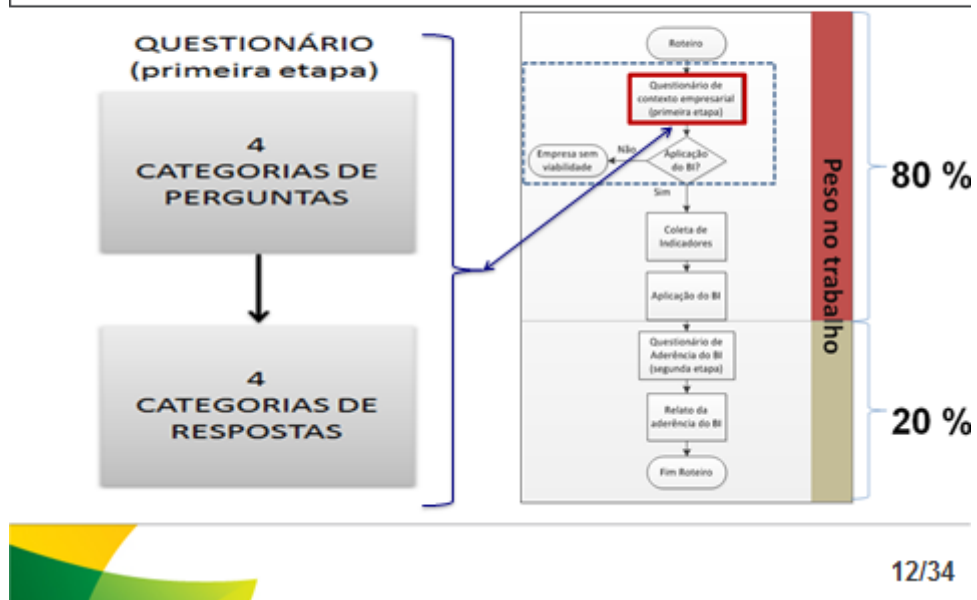 QUESTIONÁRIO
(primeira etapa)
4
CATEGORIAS DE
PERGUNTAS
4
CATEGORIAS DE
RESPOSTAS
Roteiro
Questionário de
contexto empresarial
(primeira etapa)
Aplicação
do BI?
Não
Empresa sem
viabilidade
Sim
Coleta de
Indicadores
Aplicação do BI
Questionário de
Aderência do BI
(segunda etapa)
Relato da
aderência do BI
Fim Roteiro
Peso no trabalho
80 %
20 %
12/34